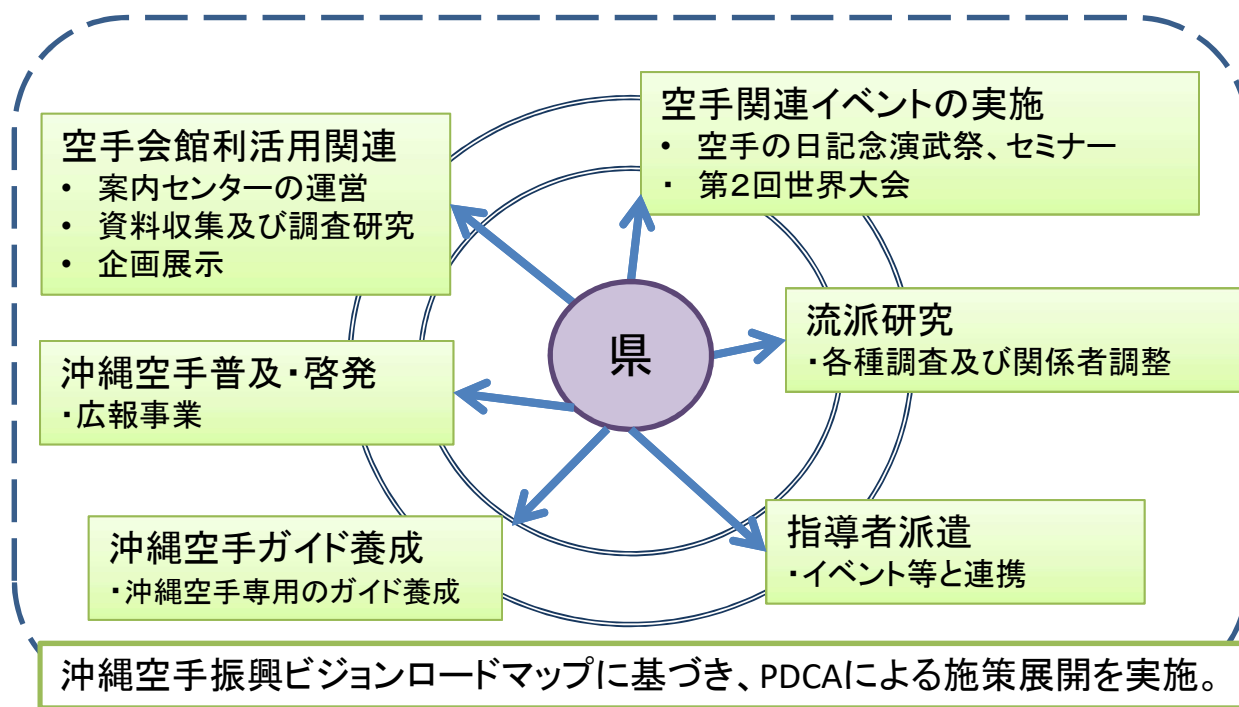 空手会館利活用関連
• 案内センターの運営
• 資料収集及び調査研究
• 企画展示
空手関連イベントの実施
• 空手の日記念演武祭、セミナー
・ 第2回世界大会
県
流派研究
・各種調査及び関係者調整
沖縄空手普及・啓発
・広報事業
沖縄空手ガイド養成
・沖縄空手専用のガイド養成
指導者派遣
・イベント等と連携
沖縄空手振興ビジョンロードマップに基づき、PDCAによる施策展開を実施。